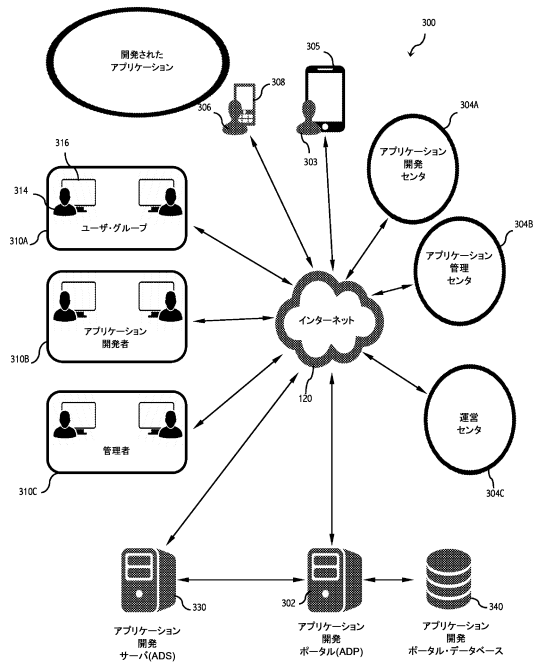 300
開発された
アプリケーション
305
308
306
303
304A
アプリケーション
開発
センタ
316
314
ユーザ・グループ
310A
304B
アプリケーション
管理
センタ
インターネット
120
アプリケーション
開発者
310B
管理者
310C
運営
センタ
304C
330
302
340
アプリケーション
開発
サーバ(ADS)
アプリケーション
開発
ポータル(ADP)
アプリケーション
開発
ポータル・データベース